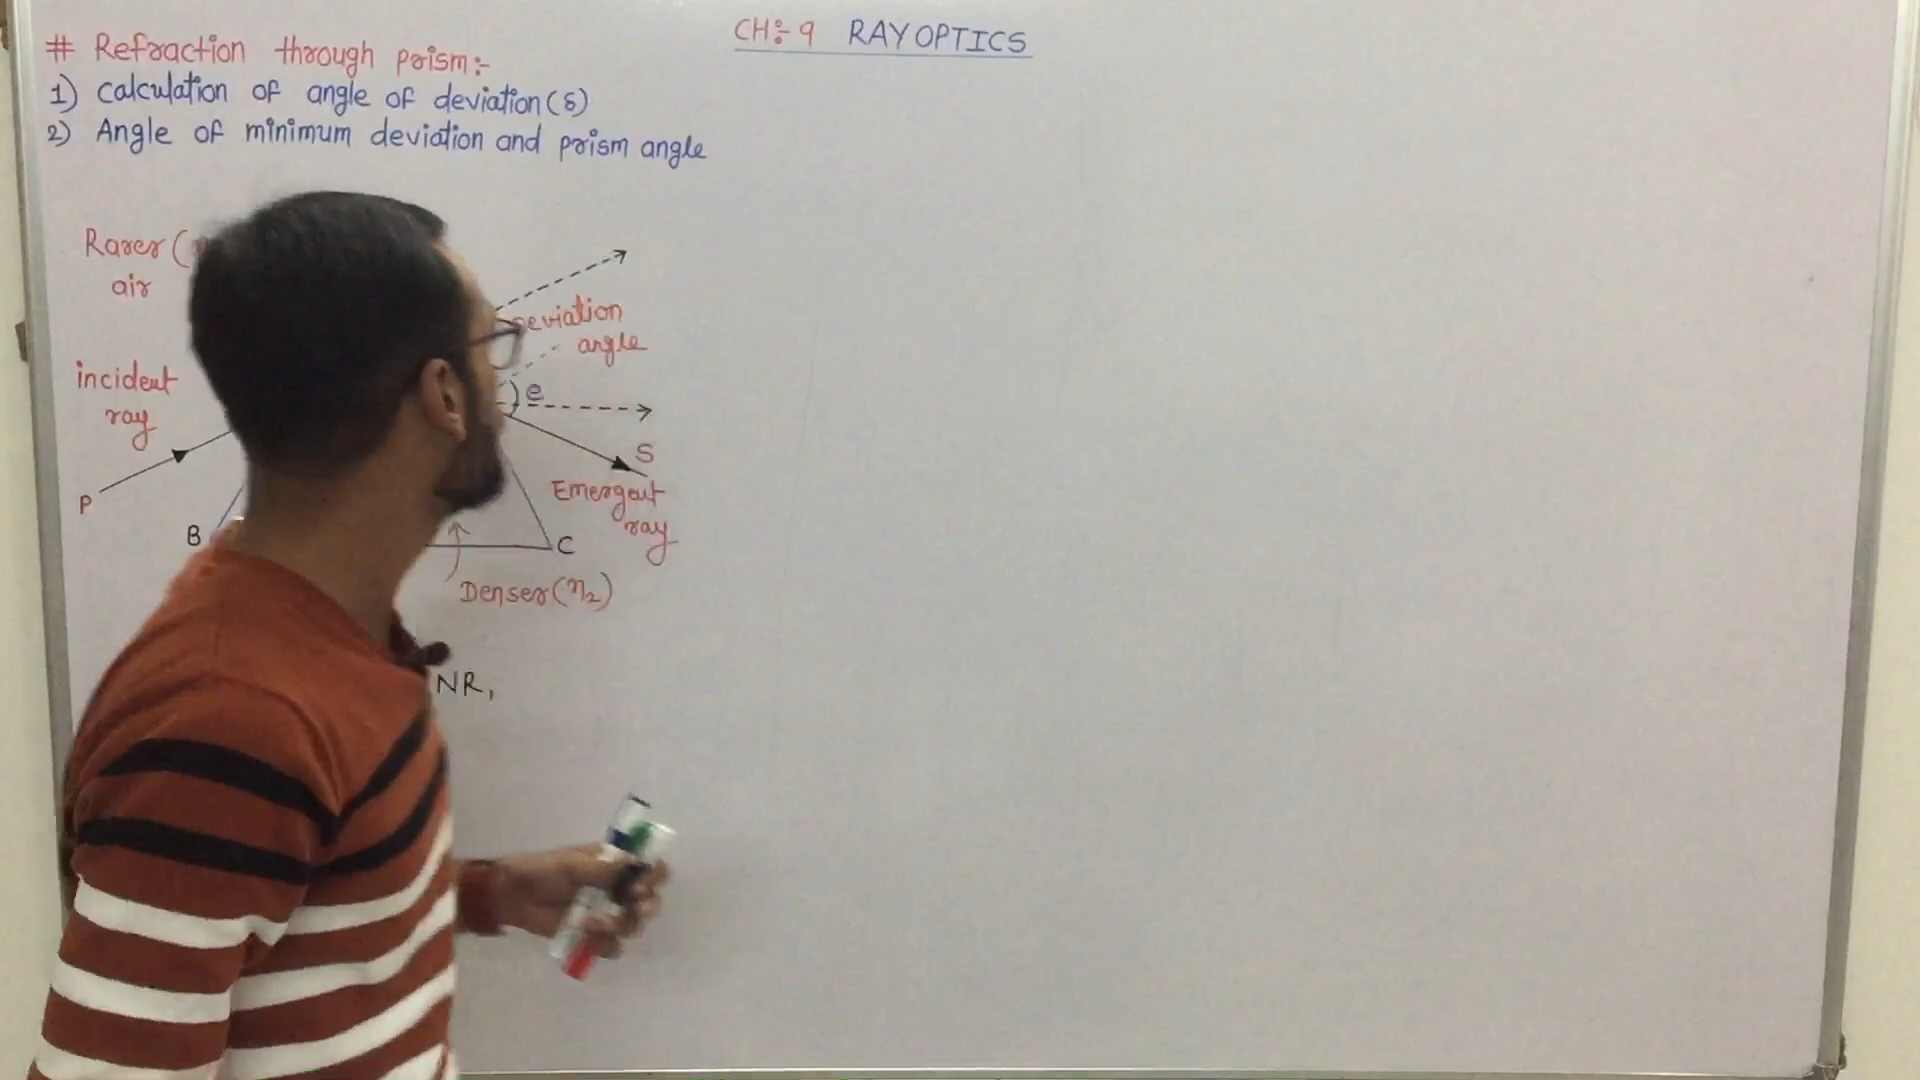 CH:- 9 RAY OPTICS
# Refraction through prism:-
1) Calculation of angle of deviation (δ)
2) Angle of minimum deviation and prism angle
Rarer (
air
deviation
angle
incident
ray
e
P
S
Emergent
ray
B
C
Denser (n₂)
NR,